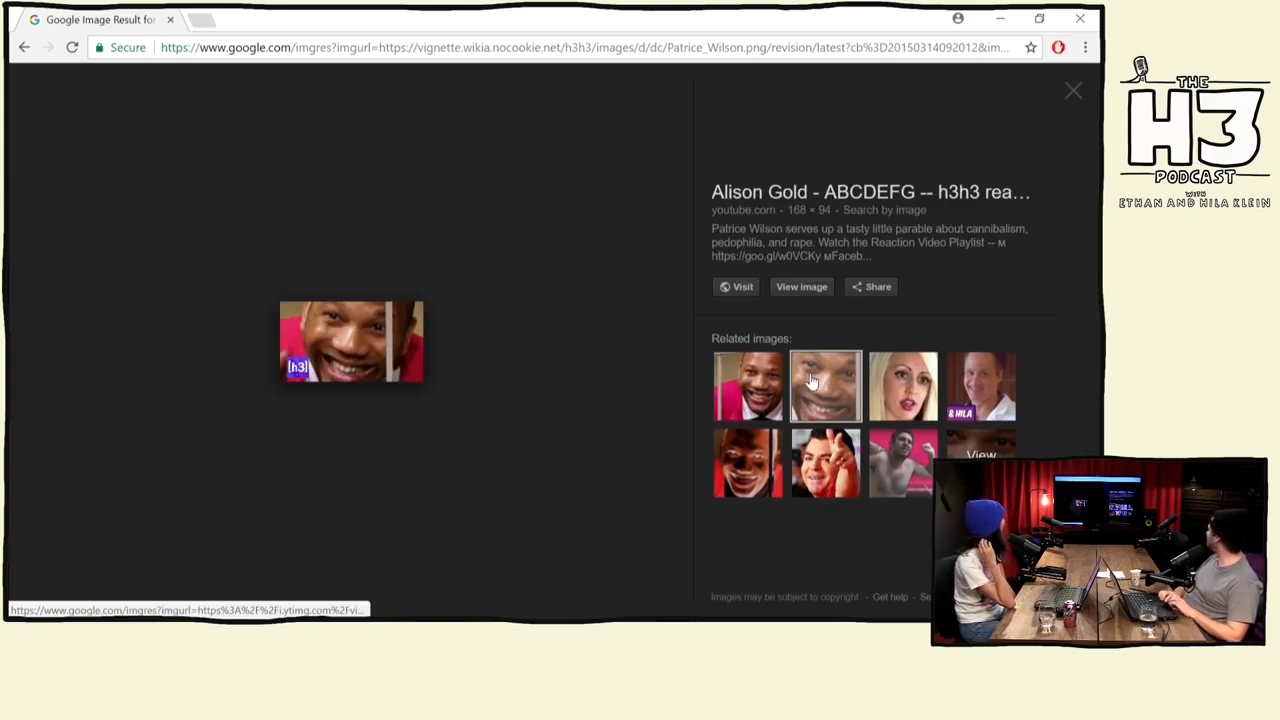 Google Image Result for
Secure
https://www.google.com/imgres?imgurl=https://vignette.wikia.nocookie.net/h3h3/images/d/dc/Patrice_Wilson.png/revision/latest?cb%3D20150314092012&im...
THE
H3
PODCAST
WITH
ETHAN AND HILA KLEIN
Alison Gold - ABCDEFG -- h3h3 rea...
youtube.com - 168 × 94 - Search by image
Patrice Wilson serves up a tasty little parable about cannibalism,
pedophilia, and rape. Watch the Reaction Video Playlist -- м
https://goo.gl/w0VCKy мFaceb...
Visit
View image
Share
[h3]
Related images:
& HILA
View
Images may be subject to copyright. - Get help - Se
https://www.google.com/imgres?imgurl=https%3A%2F%2Fi.ytimg.com%2Fvi...